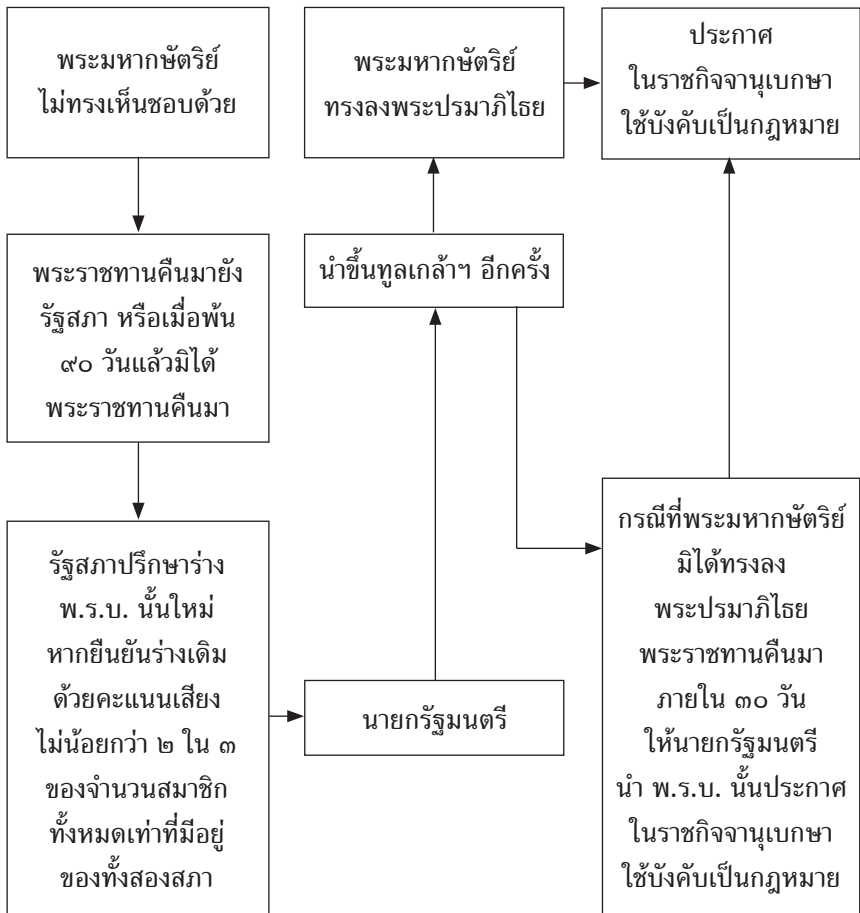 พระมหากษัตริย์
ไม่ทรงเห็นชอบด้วย
พระมหากษัตริย์
ทรงลงพระปรมาภิไธย
ประกาศ
ในราชกิจจานุเบกษา
ใช้บังคับเป็นกฎหมาย
พระราชทานคืนมายัง
รัฐสภา หรือเมื่อพ้น
๙๐ วันแล้วมิได้
พระราชทานคืนมา
นำขึ้นทูลเกล้าฯ อีกครั้ง
รัฐสภาปรึกษาร่าง
พ.ร.บ. นั้นใหม่
หากยืนยันร่างเดิม
ด้วยคะแนนเสียง
ไม่น้อยกว่า ๒ ใน ๓
ของจำนวนสมาชิก
ทั้งหมดเท่าที่มีอยู่
ของทั้งสองสภา
นายกรัฐมนตรี
กรณีที่พระมหากษัตริย์
มิได้ทรงลง
พระปรมาภิไธย
พระราชทานคืนมา
ภายใน ๓๐ วัน
ให้นายกรัฐมนตรี
นำ พ.ร.บ. นั้นประกาศ
ในราชกิจจานุเบกษา
ใช้บังคับเป็นกฎหมาย